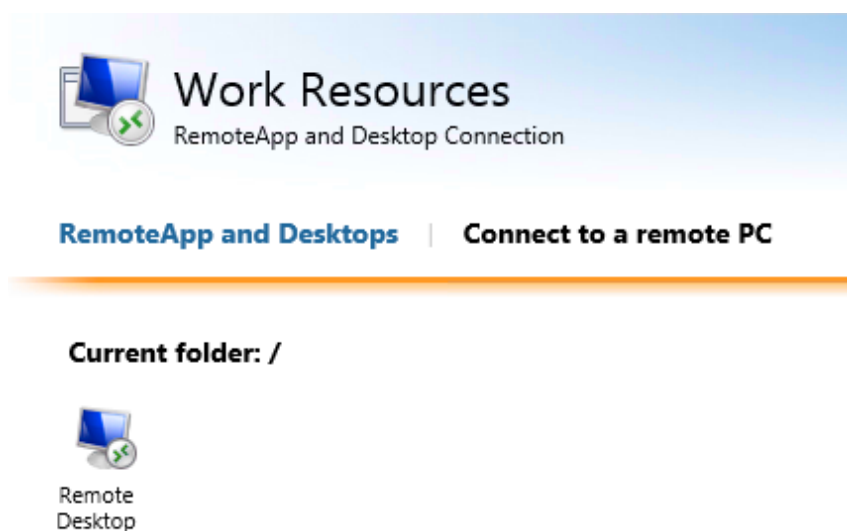 Work Resources
RemoteApp and Desktop Connection
RemoteApp and Desktops | Connect to a remote PC
Current folder: /
Remote
Desktop